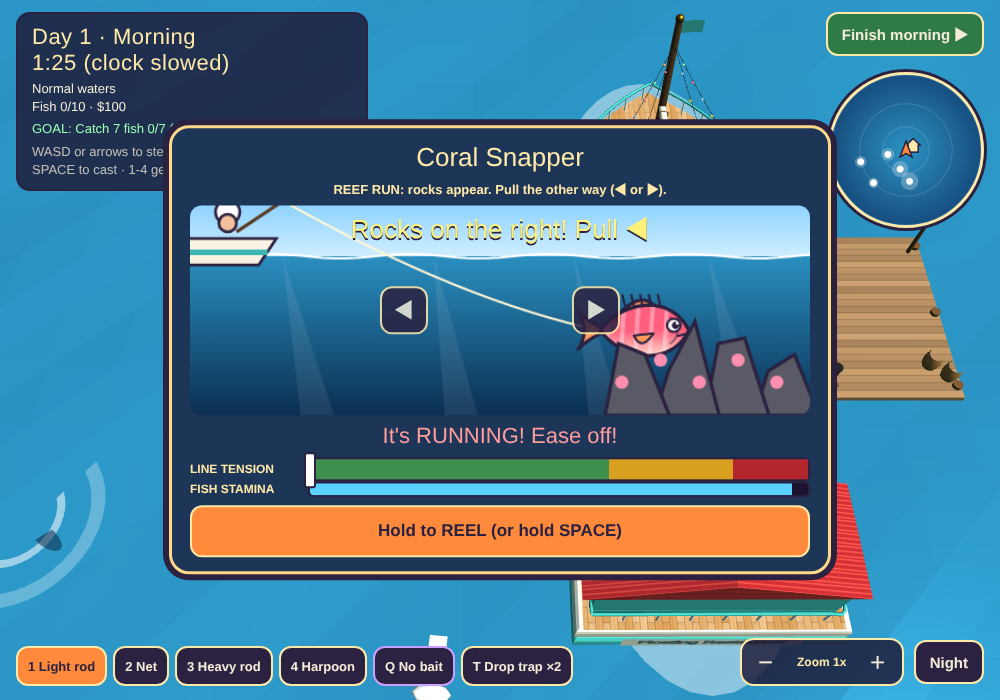 Day 1 · Morning
1:25 (clock slowed)
Normal waters
Fish 0/10 · $100
GOAL: Catch 7 fish 0/7
WASD or arrows to ste
SPACE to cast · 1-4 ge
Finish morning ▶
Coral Snapper
REEF RUN: rocks appear. Pull the other way (◀ or ▶).
Rocks on the right! Pull ◀
◀ ▶
It's RUNNING! Ease off!
LINE TENSION
FISH STAMINA
Hold to REEL (or hold SPACE)
1 Light rod
2 Net
3 Heavy rod
4 Harpoon
Q No bait
T Drop trap ×2
− Zoom 1x +
Night